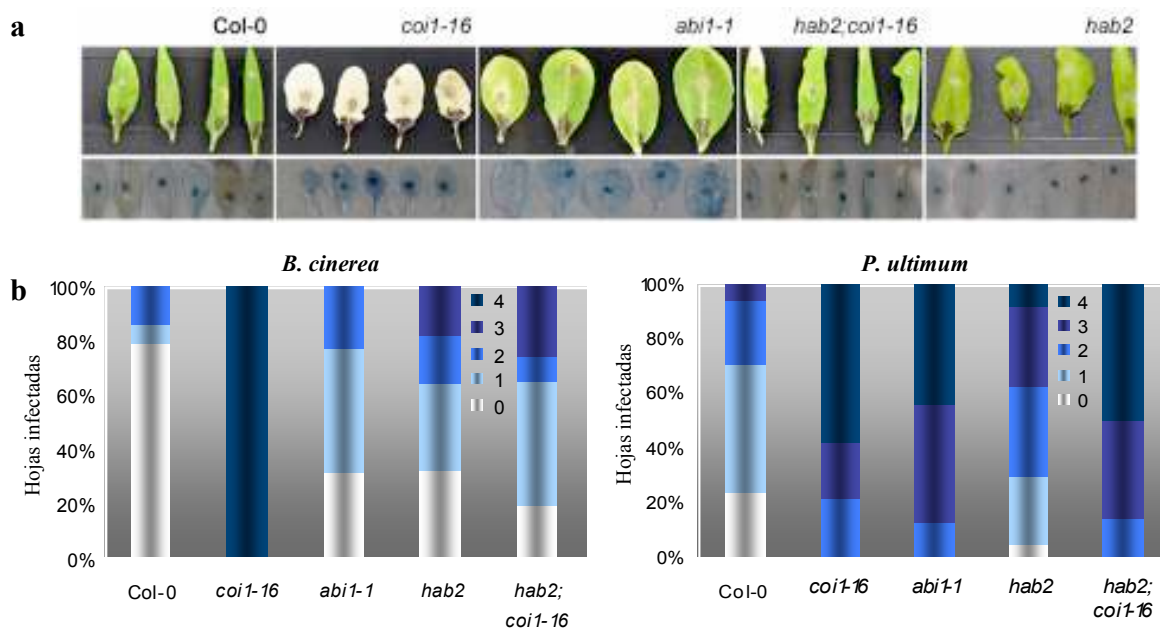 a
Col-0 coi1-16 abi1-1 hab2;coi1-16 hab2
b
B. cinerea
100%
80%
60%
40%
20%
0%
Hojas infectadas
4
3
2
1
0
Col-0 coi1-16 abi1-1 hab2 hab2;
coi1-16
P. ultimum
100%
80%
60%
40%
20%
0%
Hojas infectadas
4
3
2
1
0
Col-0 coi1-16 abi1-1 hab2 hab2;
coi1-16